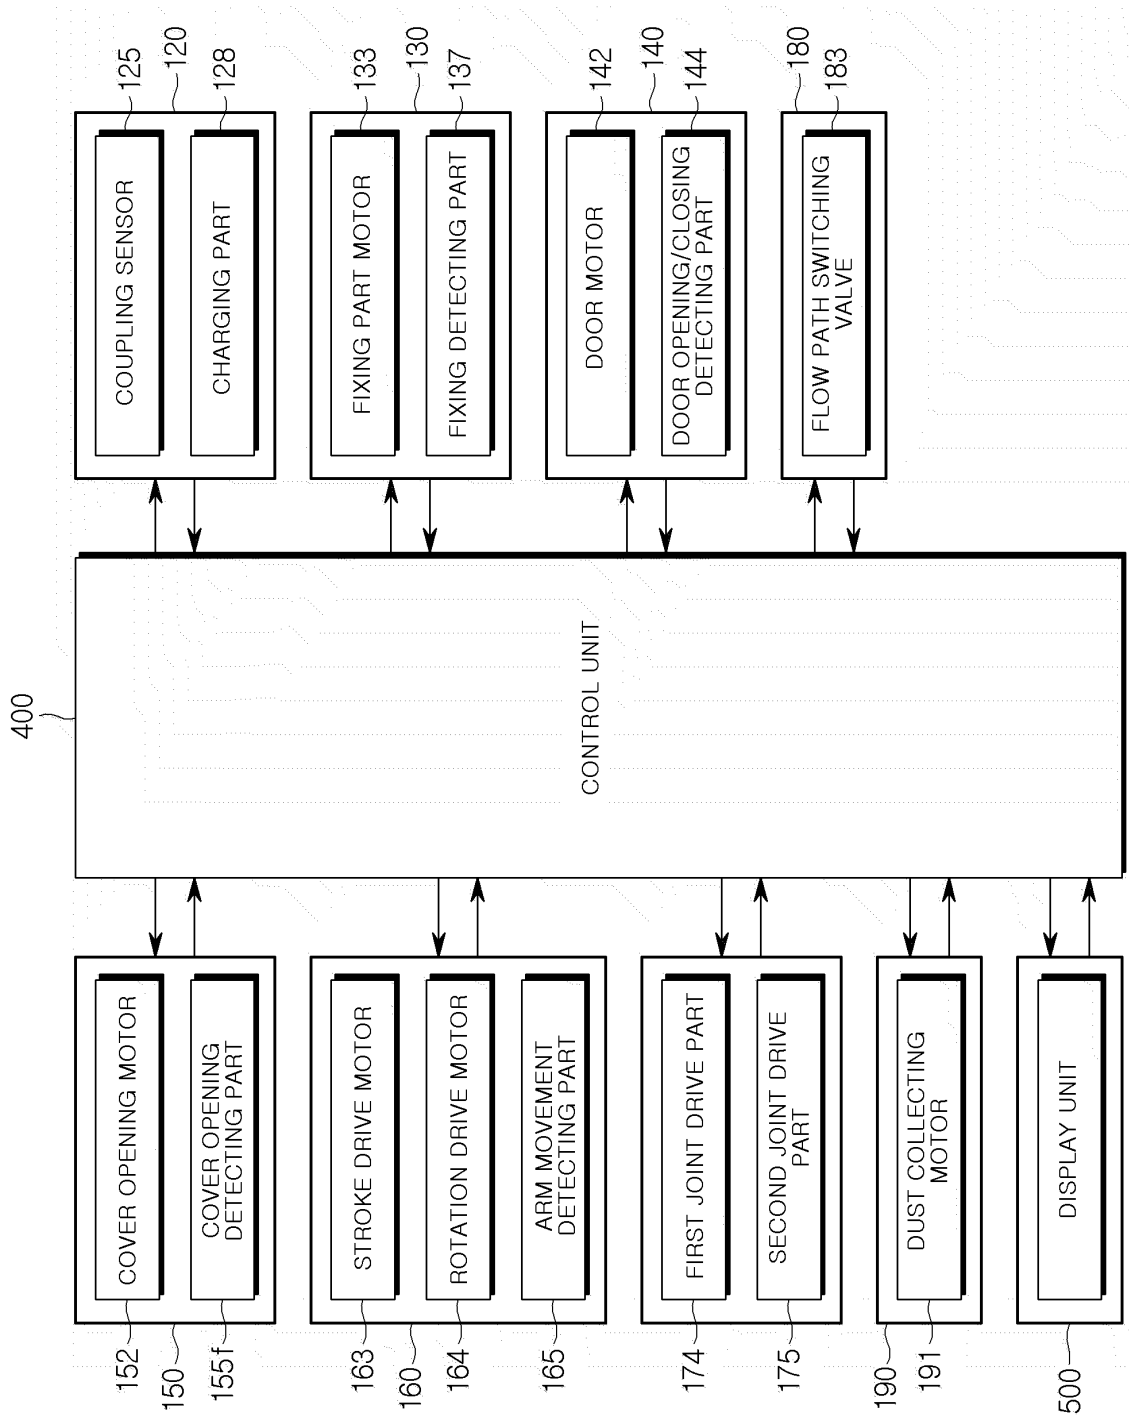 400
152
COVER OPENING MOTOR
150
155f
COVER OPENING
DETECTING PART
163
STROKE DRIVE MOTOR
160
164
ROTATION DRIVE MOTOR
165
ARM MOVEMENT
DETECTING PART
174
FIRST JOINT DRIVE PART
175
SECOND JOINT DRIVE
PART
190
191
DUST COLLECTING
MOTOR
500
DISPLAY UNIT
CONTROL UNIT
COUPLING SENSOR
125
120
CHARGING PART
128
FIXING PART MOTOR
133
130
FIXING DETECTING PART
137
DOOR MOTOR
142
140
DOOR OPENING/CLOSING
DETECTING PART
144
180
FLOW PATH SWITCHING
VALVE
183